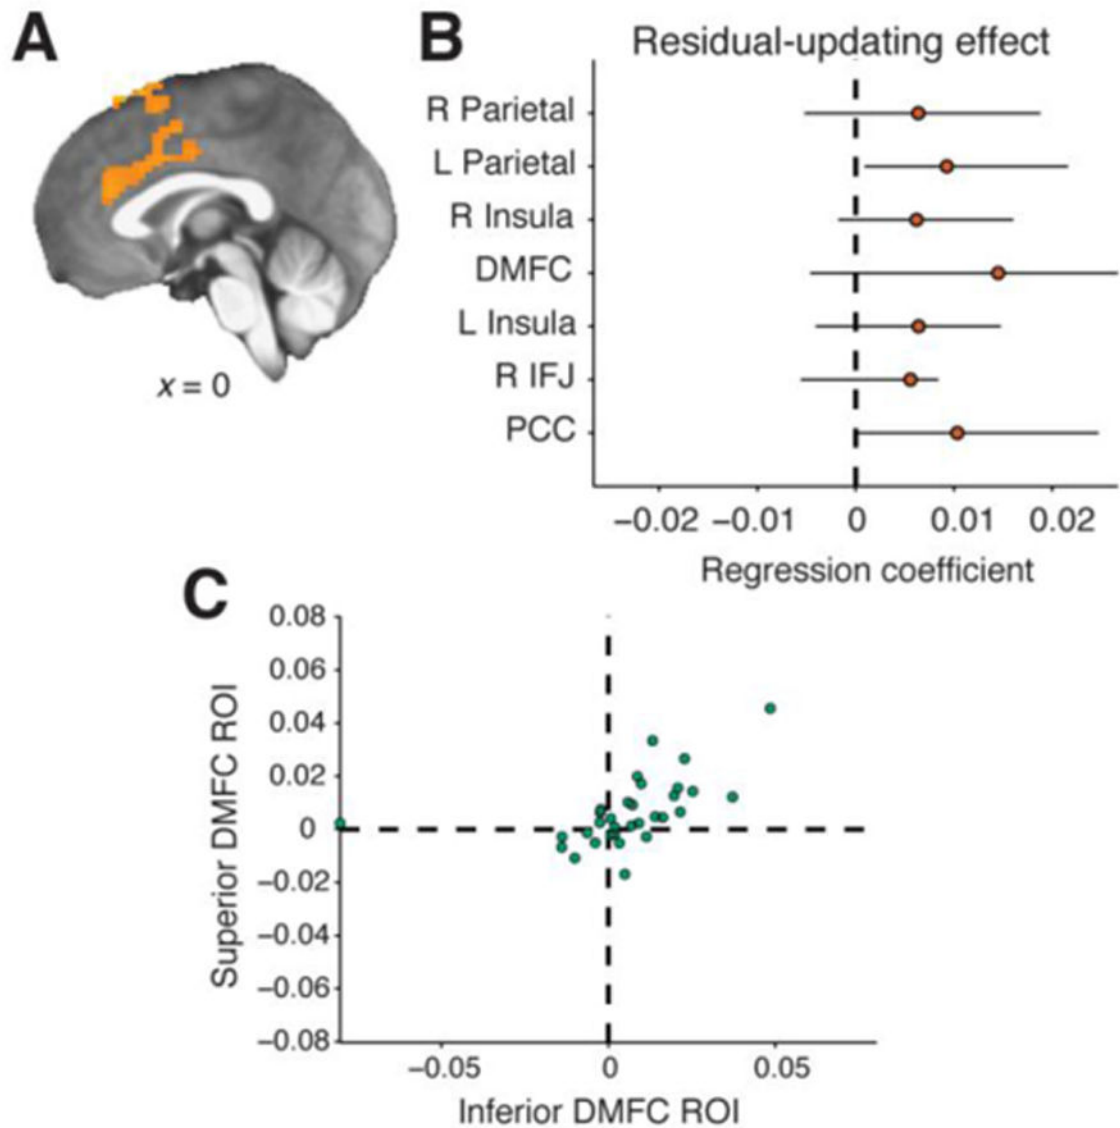 A
x = 0
B
Residual-updating effect
R Parietal
L Parietal
R Insula
DMFC
L Insula
R IFJ
PCC
−0.02 −0.01 0 0.01 0.02
Regression coefficient
C
0.08
0.06
0.04
0.02
0
−0.02
−0.04
−0.06
−0.08
Superior DMFC ROI
−0.05 0 0.05
Inferior DMFC ROI